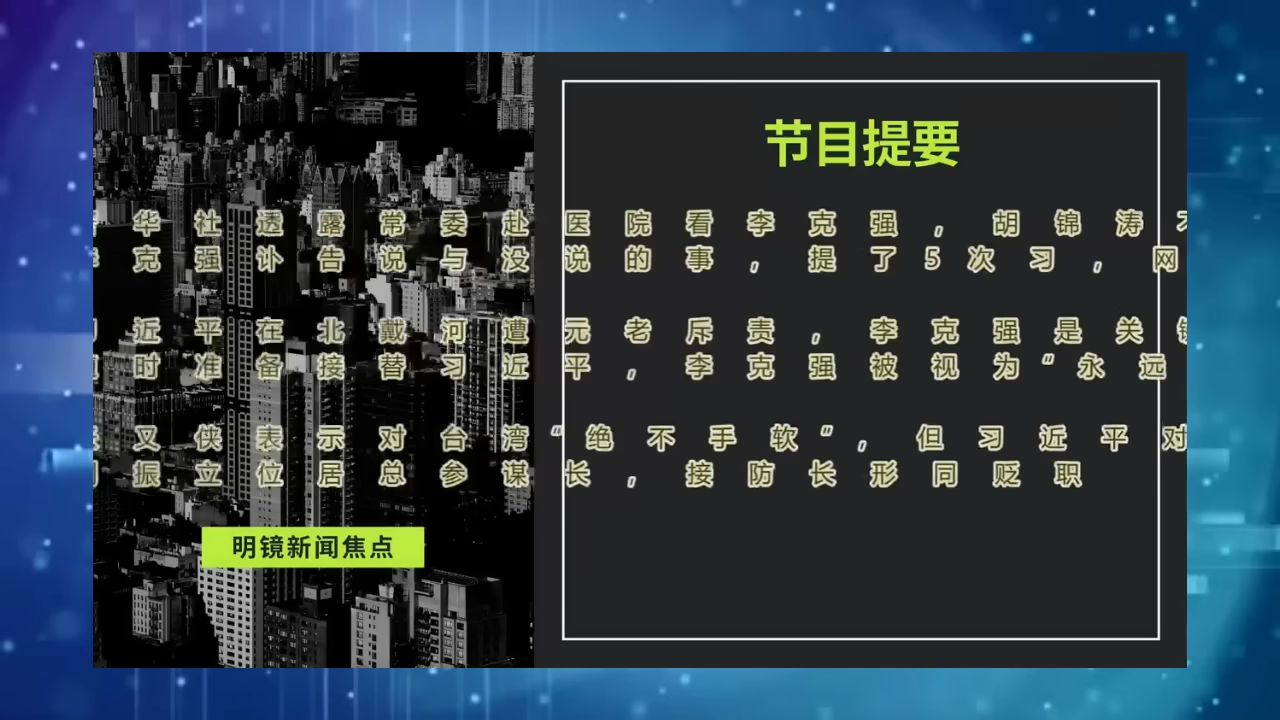 节目提要
华社透露常委赴医院看李克强，胡锦涛
克强讣告说与没说的事，提了5次习，网
近平在北戴河遭元老斥责，李克强是关
时准备接替习近平，李克强被视为“永远
又侠表示对台湾“绝不手软”，但习近平对
振立位居总参谋长，接防长形同贬职
明镜新闻焦点